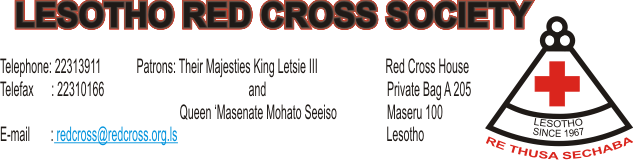 LESOTHO RED CROSS SOCIETY
Telephone: 22313911 Patrons: Their Majesties King Letsie III Red Cross House
Telefax : 22310166 and Private Bag A 205
Queen ‘Masenate Mohato Seeiso Maseru 100
E-mail : redcross@redcross.org.ls Lesotho
LESOTHO
SINCE 1967
RE THUSA SECHABA